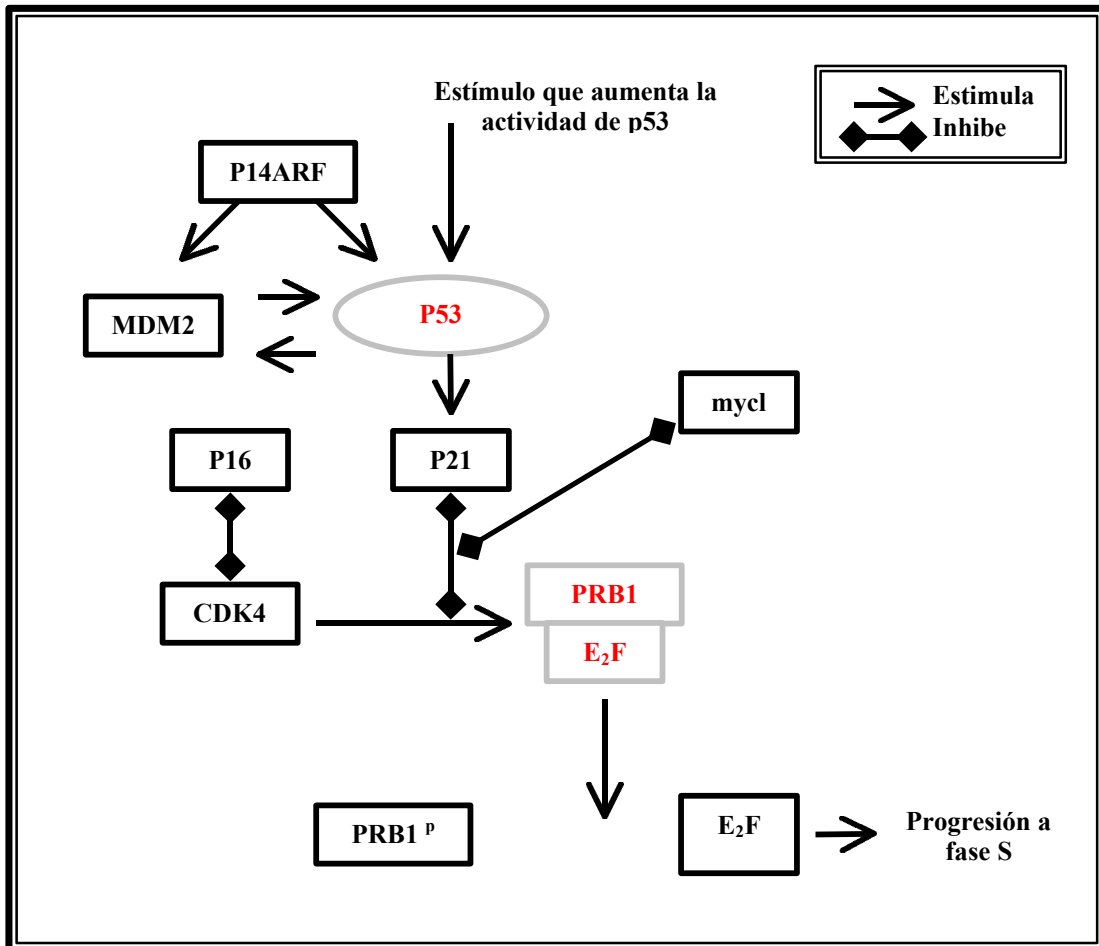 Estímulo que aumenta la
actividad de p53
Estimula
Inhibe
P14ARF
MDM2
P53
mycl
P16
P21
CDK4
PRB1
E₂F
PRB1 ᵖ
E₂F
Progresión a
fase S